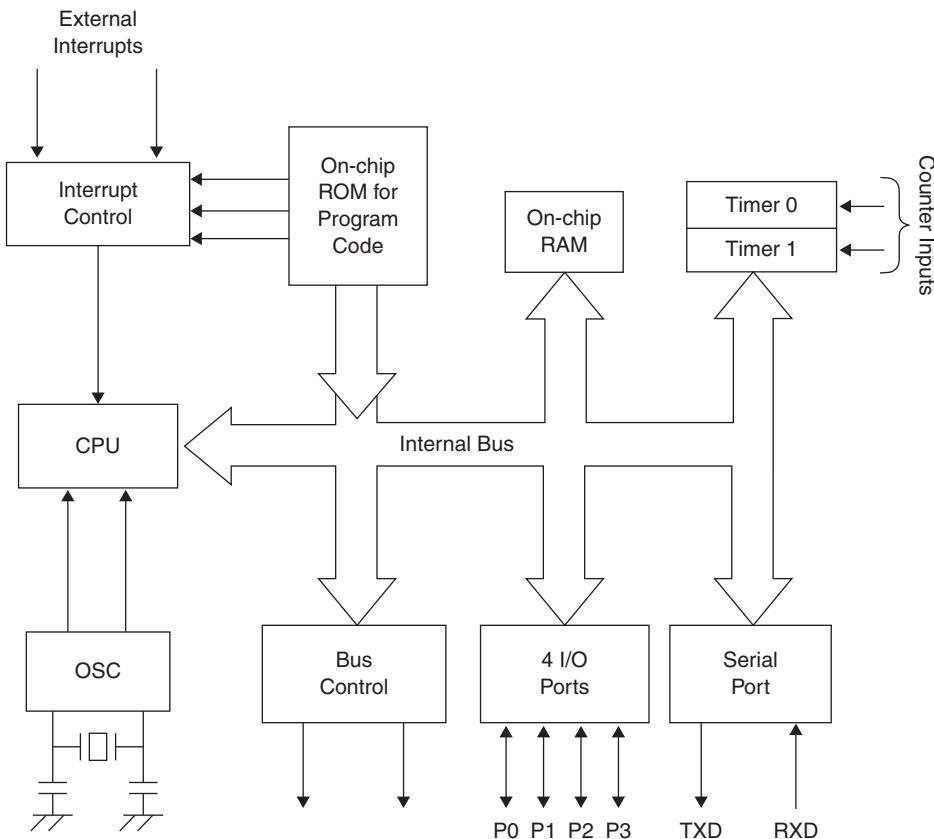 External
Interrupts
Interrupt
Control
On-chip
ROM for
Program
Code
On-chip
RAM
Timer 0
Timer 1
Counter Inputs
CPU
Internal Bus
OSC
Bus
Control
4 I/O
Ports
Serial
Port
P0 P1 P2 P3
TXD RXD